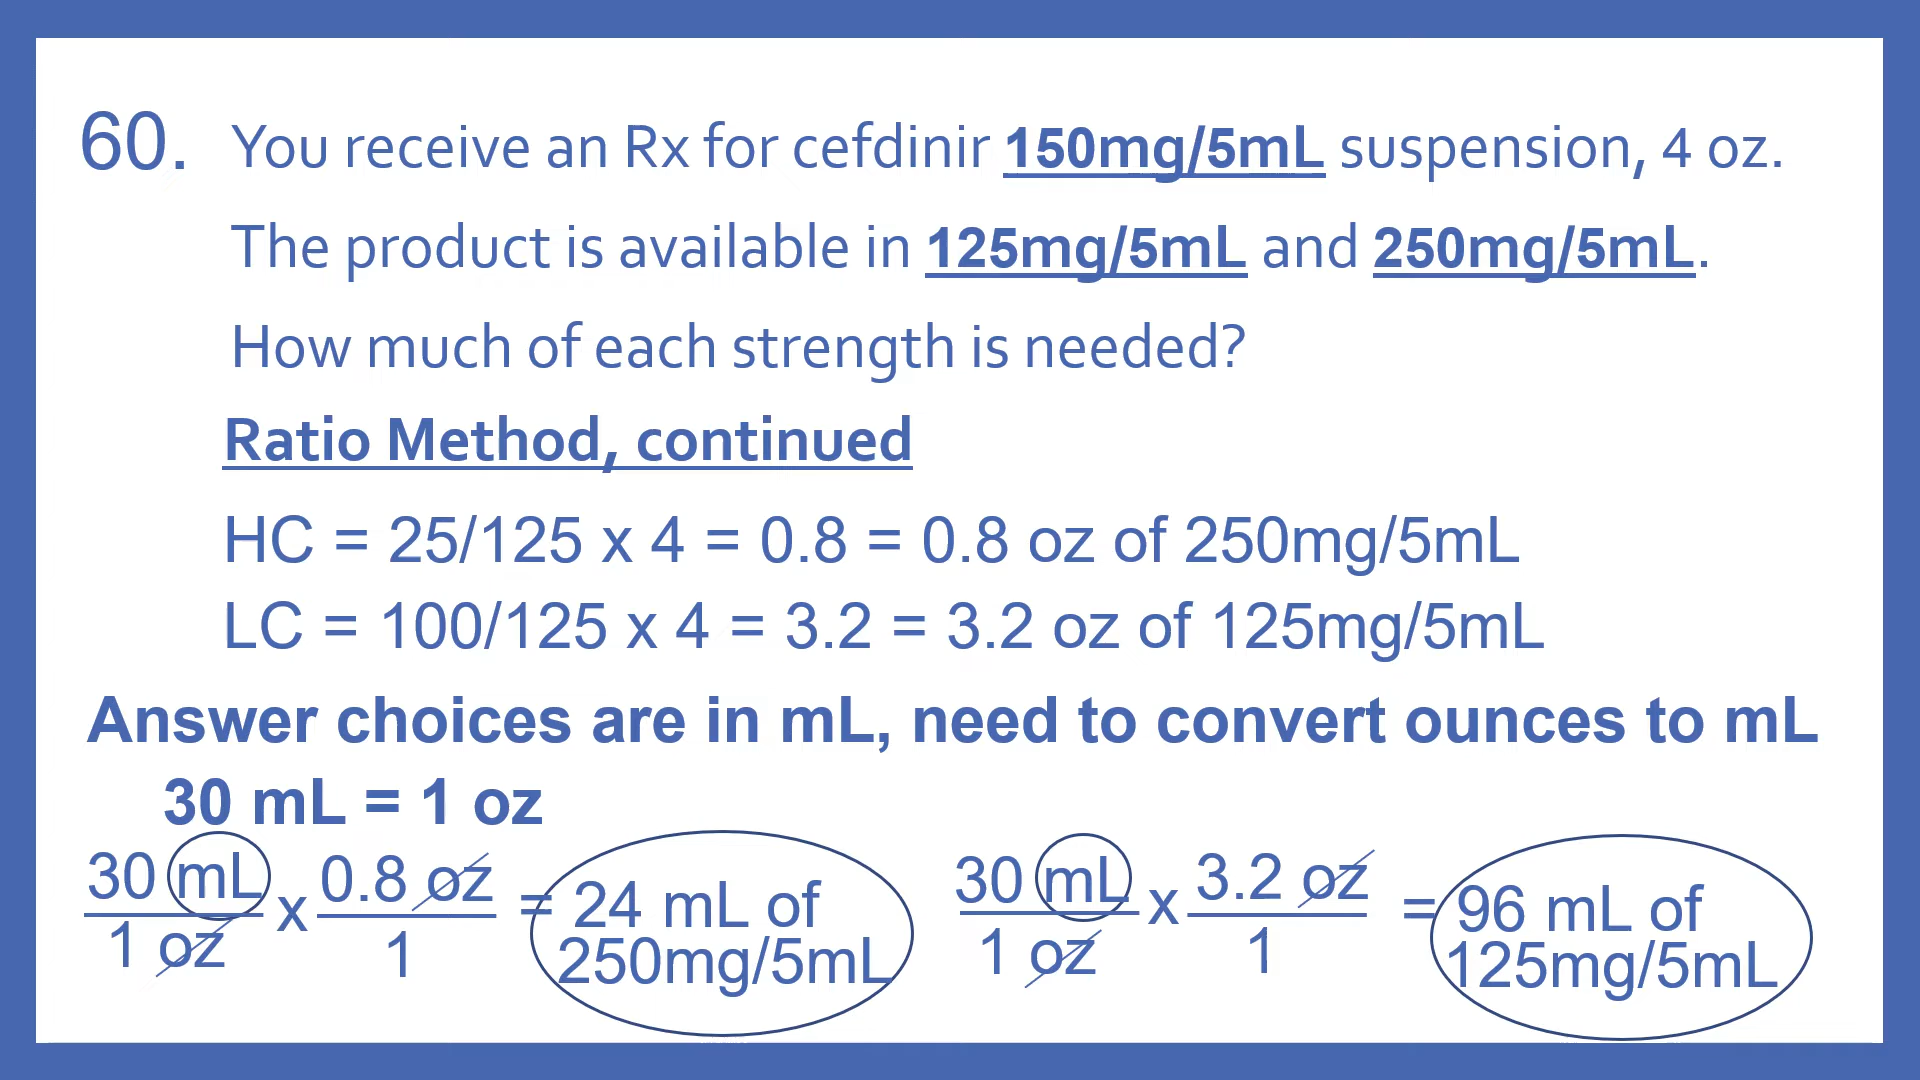 60. You receive an Rx for cefdinir 150mg/5mL suspension, 4 oz.
The product is available in 125mg/5mL and 250mg/5mL.
How much of each strength is needed?
Ratio Method, continued
HC = 25/125 x 4 = 0.8 = 0.8 oz of 250mg/5mL
LC = 100/125 x 4 = 3.2 = 3.2 oz of 125mg/5mL
Answer choices are in mL, need to convert ounces to mL
30 mL = 1 oz
30 mL x 0.8 oz = 24 mL of
1 oz 1 250mg/5mL
30 mL x 3.2 oz = 96 mL of
1 oz 1 125mg/5mL